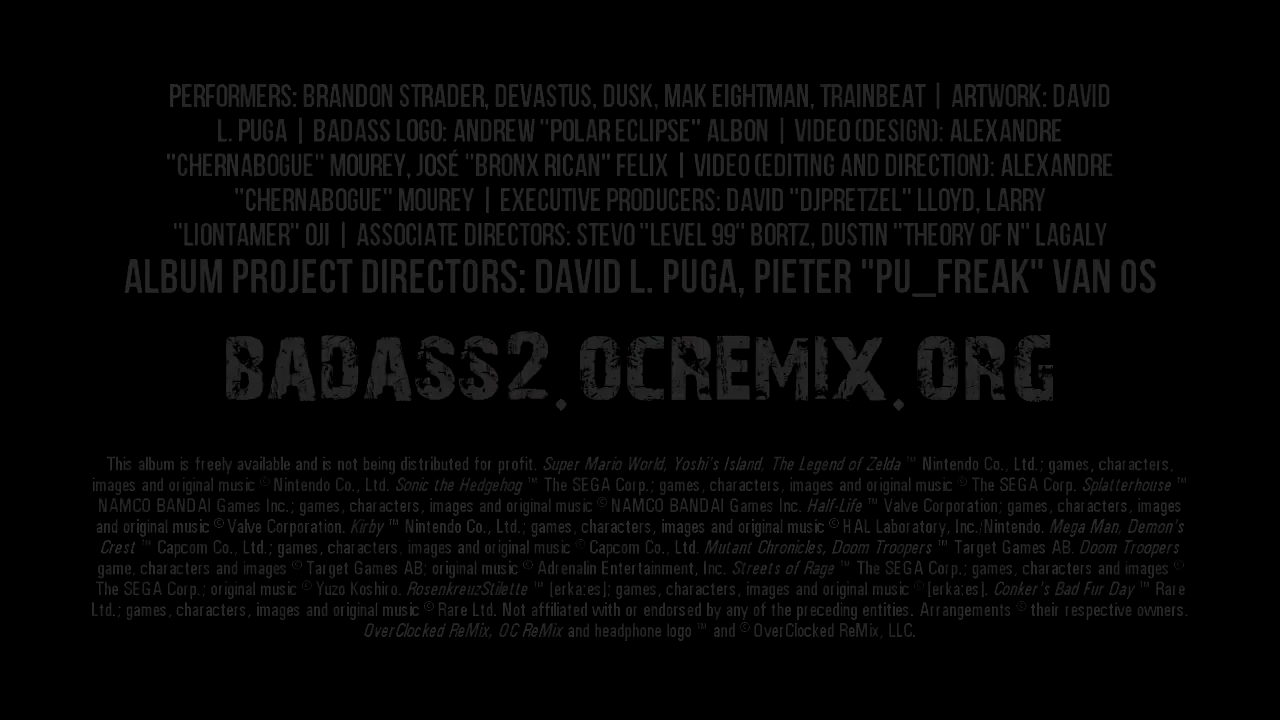 PERFORMERS: BRANDON STRADER, DEVASTUS, DUSK, MAK EIGHTMAN, TRAINBEAT | ARTWORK: DAVID
L. PUGA | BADASS LOGO: ANDREW "POLAR ECLIPSE" ALBON | VIDEO (DESIGN): ALEXANDRE
"CHERNABOGUE" MOUREY, JOSÉ "BRONX RICAN" FELIX | VIDEO (EDITING AND DIRECTION): ALEXANDRE
"CHERNABOGUE" MOUREY | EXECUTIVE PRODUCERS: DAVID "DJPRETZEL" LLOYD, LARRY
"LIONTAMER" OJI | ASSOCIATE DIRECTORS: STEVO "LEVEL 99" BORTZ, DUSTIN "THEORY OF N" LAGALY
ALBUM PROJECT DIRECTORS: DAVID L. PUGA, PIETER "PU_FREAK" VAN OS
BADASS2.OCREMIX.ORG
This album is freely available and is not being distributed for profit. Super Mario World, Yoshi's Island, The Legend of Zelda ™ Nintendo Co., Ltd.; games, characters,
images and original music © Nintendo Co., Ltd. Sonic the Hedgehog ™ The SEGA Corp.; games, characters, images and original music © The SEGA Corp. Splatterhouse ™
NAMCO BANDAI Games Inc.; games, characters, images and original music © NAMCO BANDAI Games Inc. Half-Life ™ Valve Corporation; games, characters, images
and original music © Valve Corporation. Kirby ™ Nintendo Co., Ltd.; games, characters, images and original music © HAL Laboratory, Inc./Nintendo. Mega Man, Demon's
Crest ™ Capcom Co., Ltd.; games, characters, images and original music © Capcom Co., Ltd. Mutant Chronicles, Doom Troopers ™ Target Games AB. Doom Troopers
game, characters and images © Target Games AB; original music © Adrenalin Entertainment, Inc. Streets of Rage ™ The SEGA Corp.; games, characters and images ©
The SEGA Corp.; original music © Yuzo Koshiro. RosenkreuzStilette ™ [erka:es]; games, characters, images and original music © [erka:es]. Conker's Bad Fur Day ™ Rare
Ltd.; games, characters, images and original music © Rare Ltd. Not affiliated with or endorsed by any of the preceding entities. Arrangements © their respective owners.
OverClocked ReMix, OC ReMix and headphone logo ™ and © OverClocked ReMix, LLC.